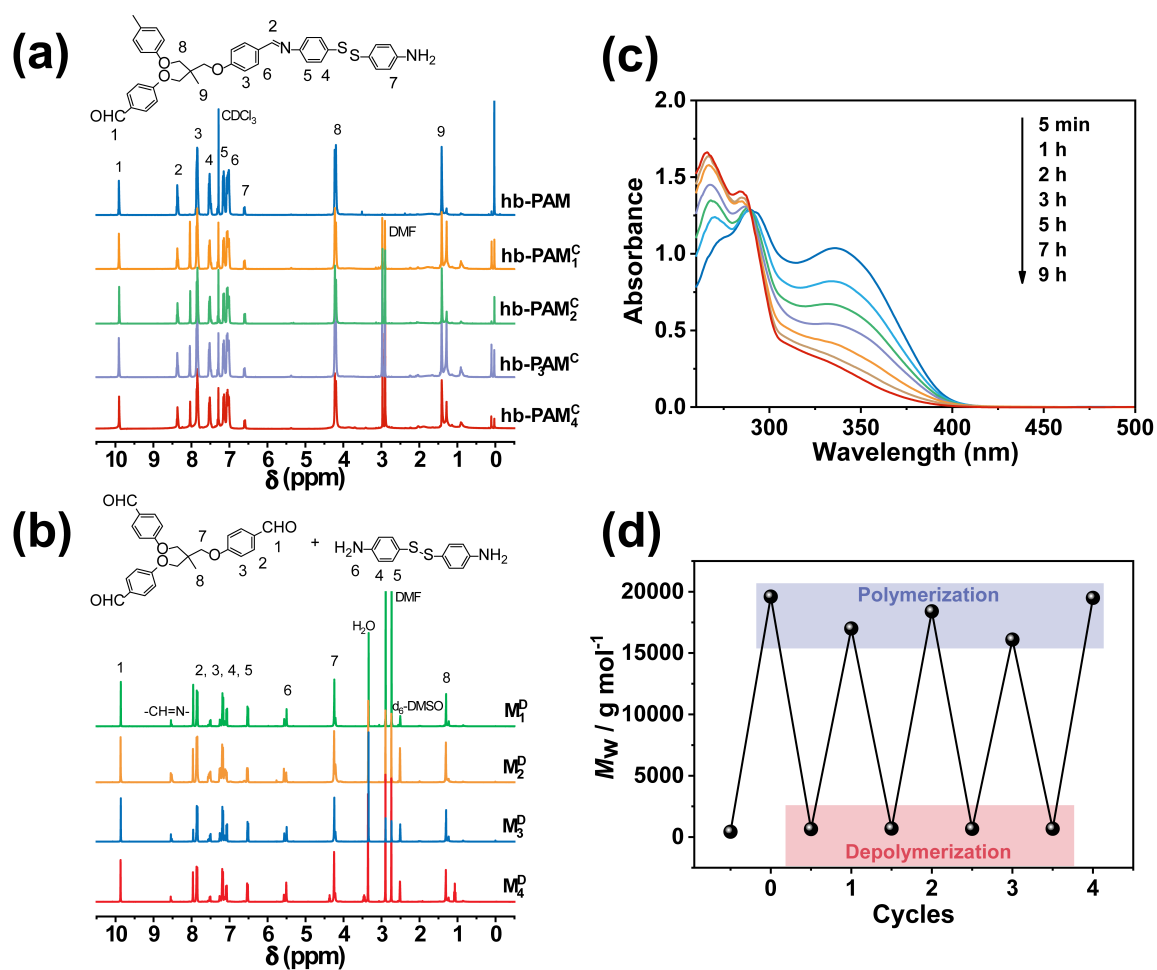 (a)
2
8
O
O
O
N
S
S
NH₂
3
6
5
4
7
9
OHC
1
CDCl₃
1
2
3
4
5
6
7
8
9
hb-PAM
DMF
hb-PAM₁ᶜ
hb-PAM₂ᶜ
hb-P₃AMᶜ
hb-PAM₄ᶜ
10 9 8 7 6 5 4 3 2 1 0
δ (ppm)
(b)
OHC
7
CHO
O
O
O
1
2
3
8
OHC
+
H₂N
S
S
NH₂
6 4 5
DMF
H₂O
1
2, 3, 4, 5
6
7
8
-CH=N-
d₆-DMSO
M₁ᴰ
M₂ᴰ
M₃ᴰ
M₄ᴰ
10 9 8 7 6 5 4 3 2 1 0
δ (ppm)
(c)
2.0
1.5
1.0
0.5
0.0
Absorbance
5 min
1 h
2 h
3 h
5 h
7 h
9 h
300 350 400 450 500
Wavelength (nm)
(d)
20000
15000
10000
5000
0
Mw / g mol⁻¹
Polymerization
Depolymerization
0 1 2 3 4
Cycles